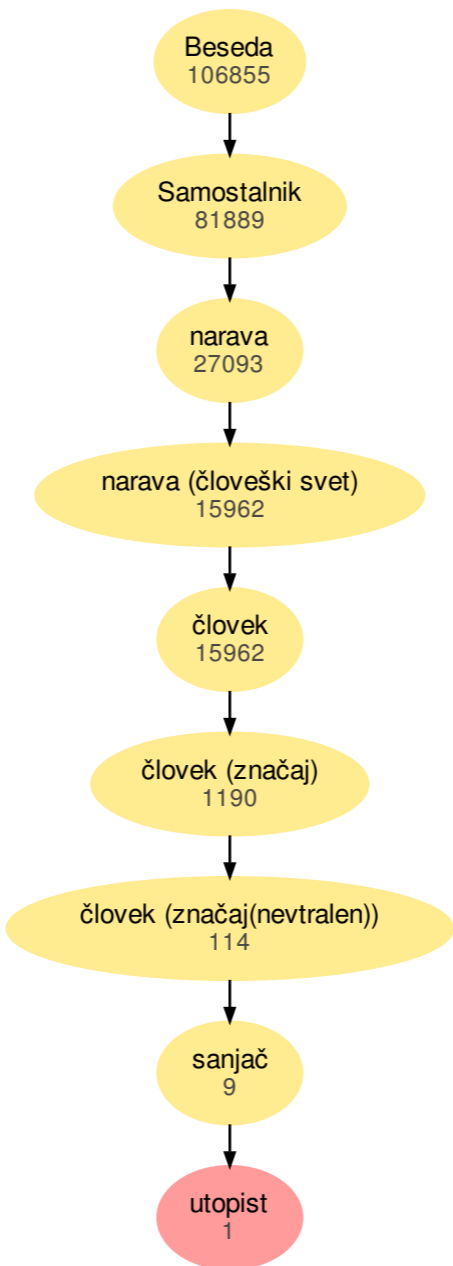 Beseda
106855
Samostalnik
81889
narava
27093
narava (človeški svet)
15962
človek
15962
človek (značaj)
1190
človek (značaj(nevtralen))
114
sanjač
9
utopist
1